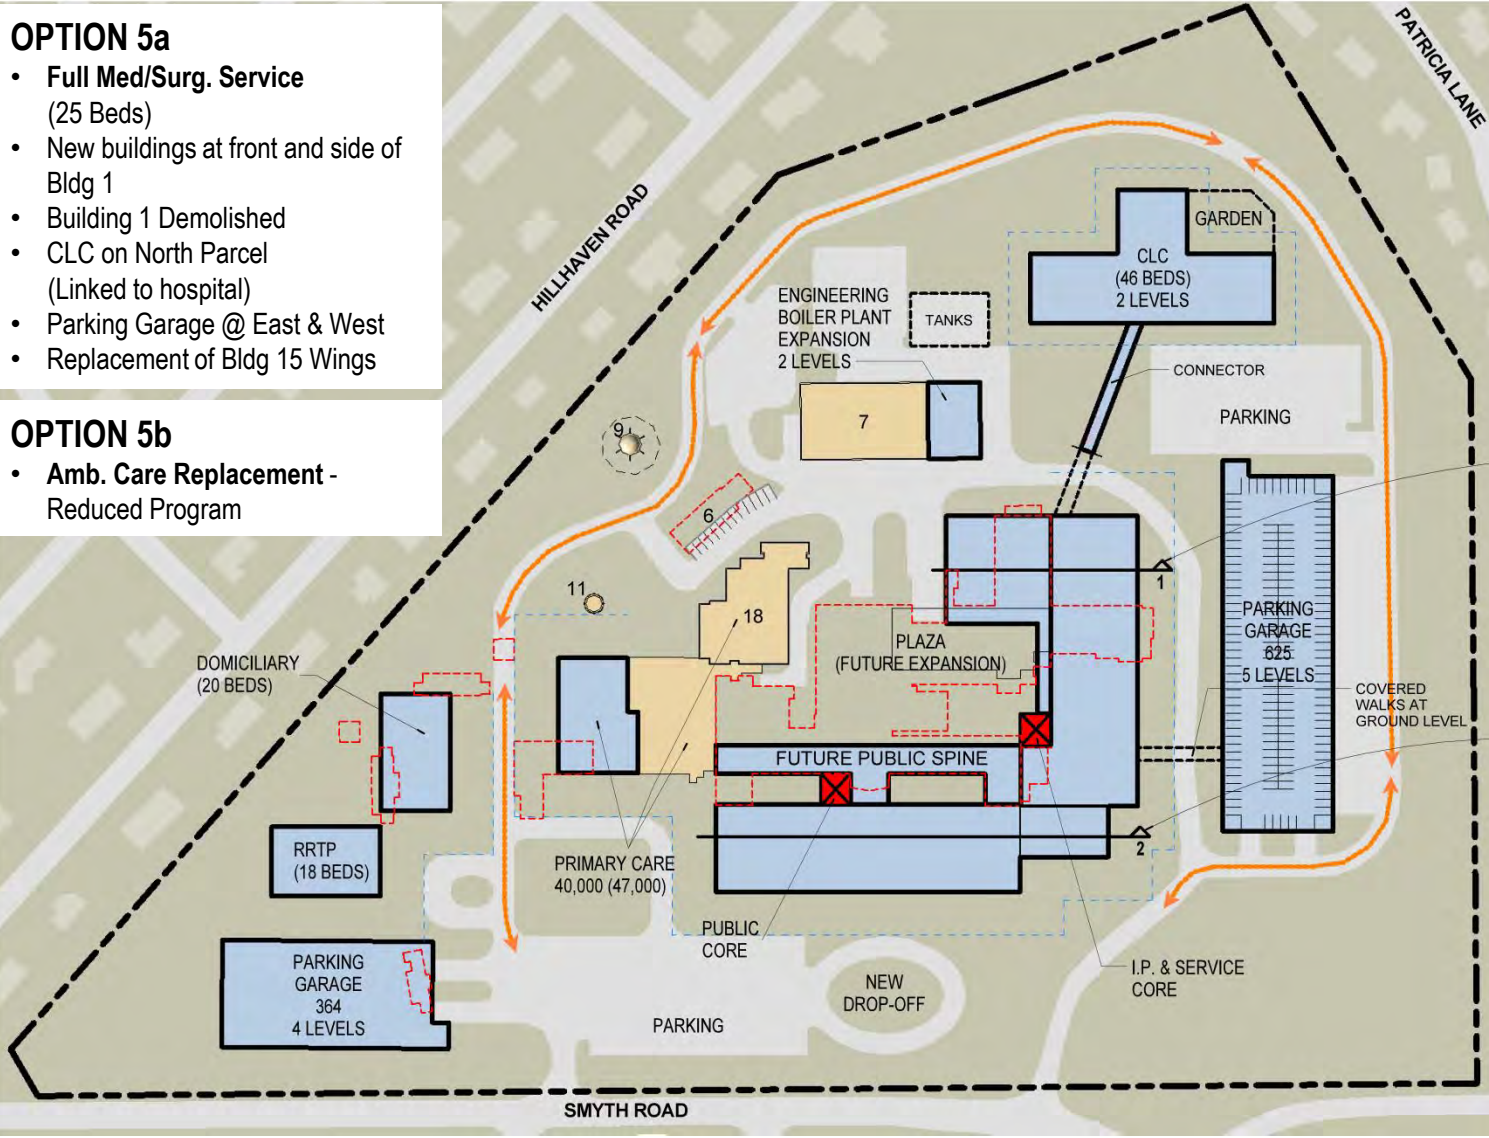 OPTION 5a
• Full Med/Surg. Service
(25 Beds)
• New buildings at front and side of
Bldg 1
• Building 1 Demolished
• CLC on North Parcel
(Linked to hospital)
• Parking Garage @ East & West
• Replacement of Bldg 15 Wings
OPTION 5b
• Amb. Care Replacement -
Reduced Program
PATRICIA LANE
HILLHAVEN ROAD
GARDEN
CLC
(46 BEDS)
2 LEVELS
ENGINEERING
BOILER PLANT
EXPANSION
2 LEVELS
TANKS
CONNECTOR
PARKING
7
9
6
11
18
1
PLAZA
(FUTURE EXPANSION)
PARKING
GARAGE
625
5 LEVELS
DOMICILIARY
(20 BEDS)
COVERED
WALKS AT
GROUND LEVEL
FUTURE PUBLIC SPINE
RRTP
(18 BEDS)
PRIMARY CARE
40,000 (47,000)
2
PUBLIC
CORE
I.P. & SERVICE
CORE
PARKING
GARAGE
364
4 LEVELS
NEW
DROP-OFF
PARKING
SMYTH ROAD